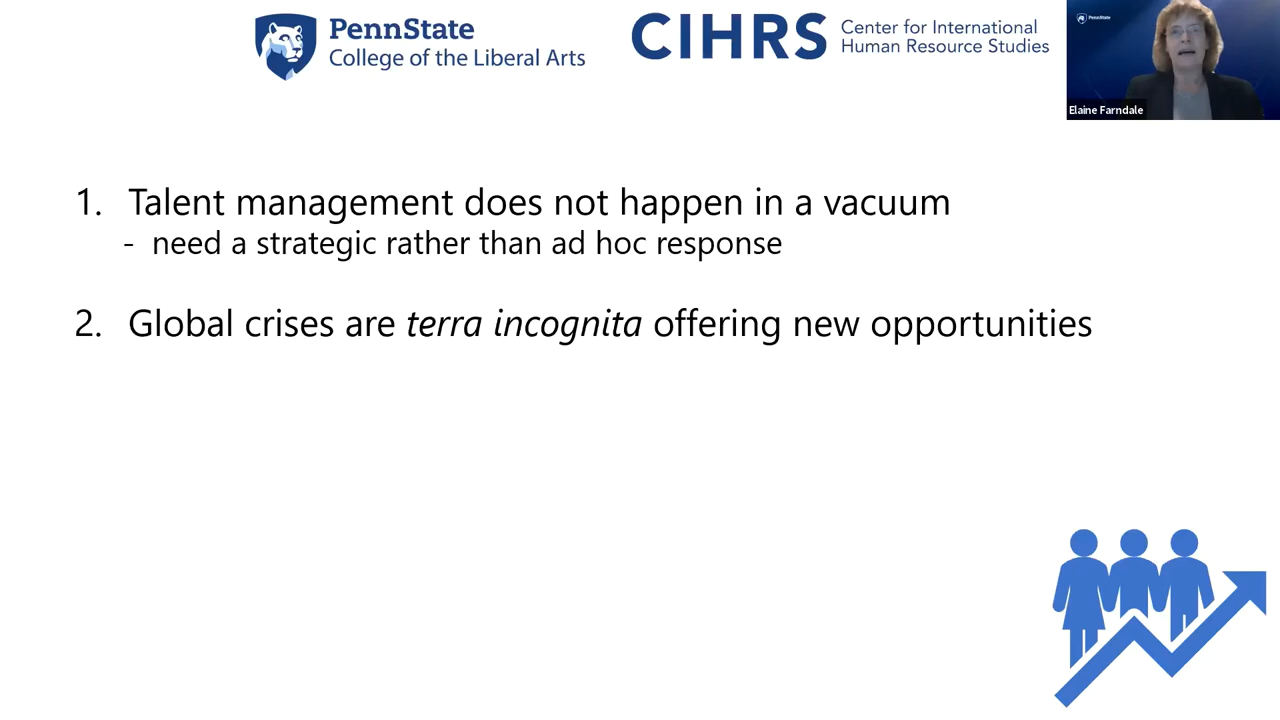 PennState
College of the Liberal Arts
CIHRS
Center for International
Human Resource Studies
PennState
Elaine Farndale
1. Talent management does not happen in a vacuum
- need a strategic rather than ad hoc response
2. Global crises are terra incognita offering new opportunities